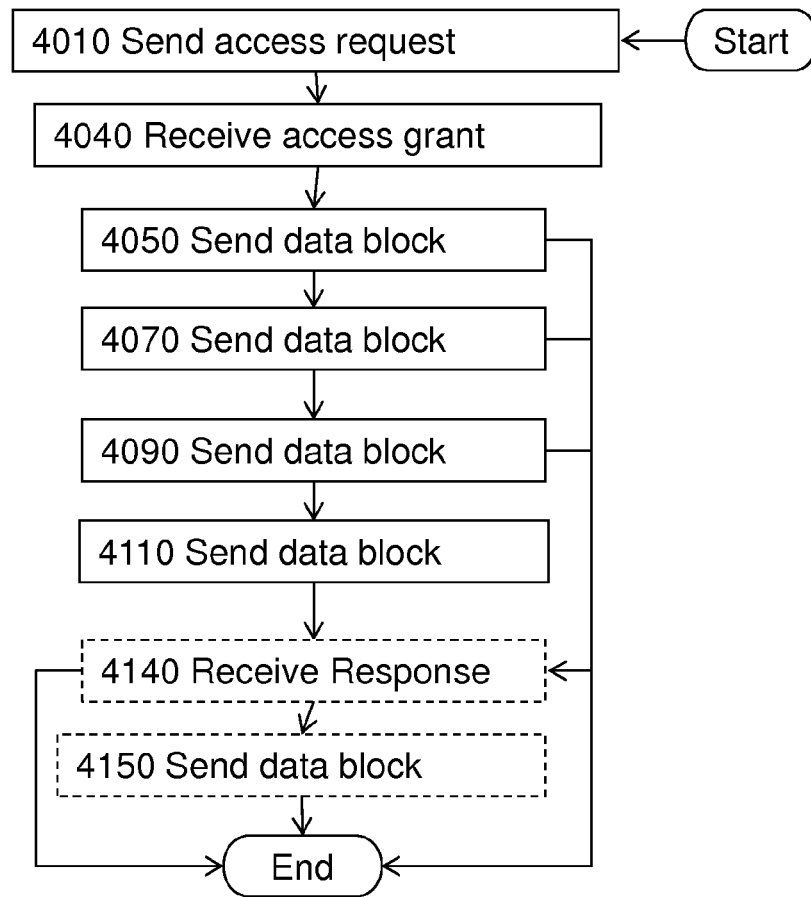 4010 Send access request
Start
4040 Receive access grant
4050 Send data block
4070 Send data block
4090 Send data block
4110 Send data block
4140 Receive Response
4150 Send data block
End